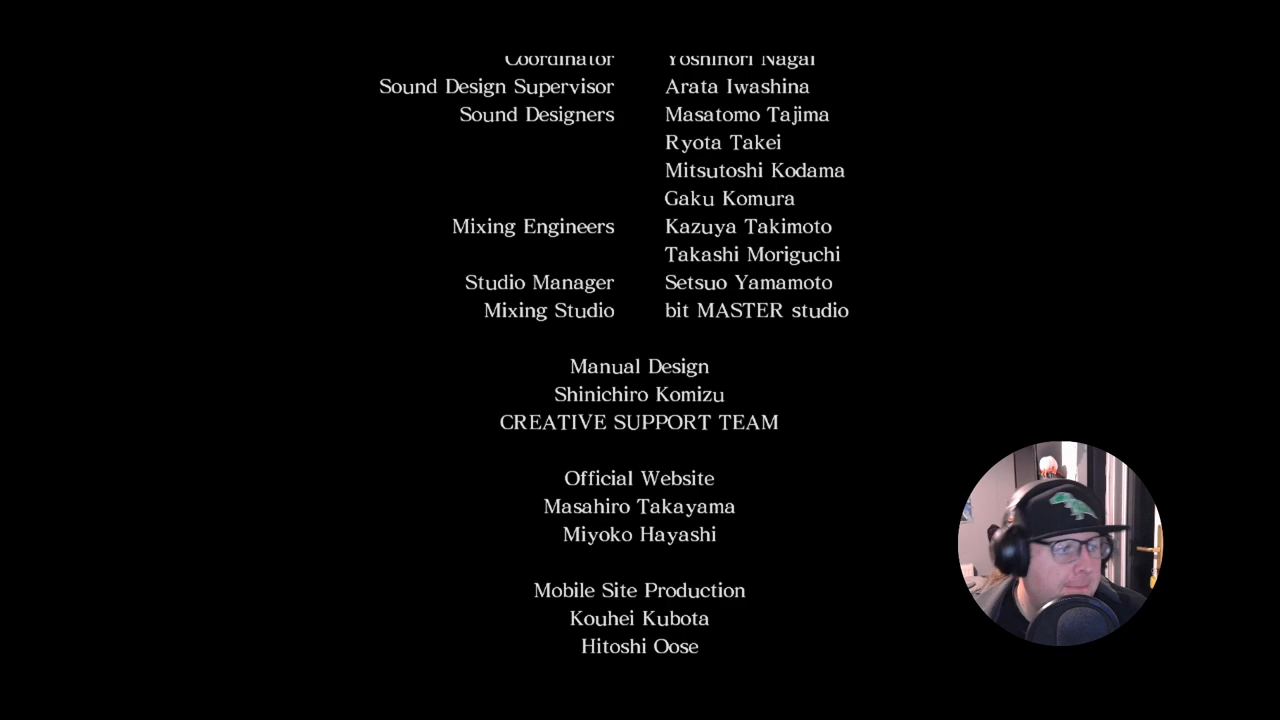 Coordinator Yoshinori Nagai
Sound Design Supervisor Arata Iwashina
Sound Designers Masatomo Tajima
Ryota Takei
Mitsutoshi Kodama
Gaku Komura
Mixing Engineers Kazuya Takimoto
Takashi Moriguchi
Studio Manager Setsuo Yamamoto
Mixing Studio bit MASTER studio
Manual Design
Shinichiro Komizu
CREATIVE SUPPORT TEAM
Official Website
Masahiro Takayama
Miyoko Hayashi
Mobile Site Production
Kouhei Kubota
Hitoshi Oose